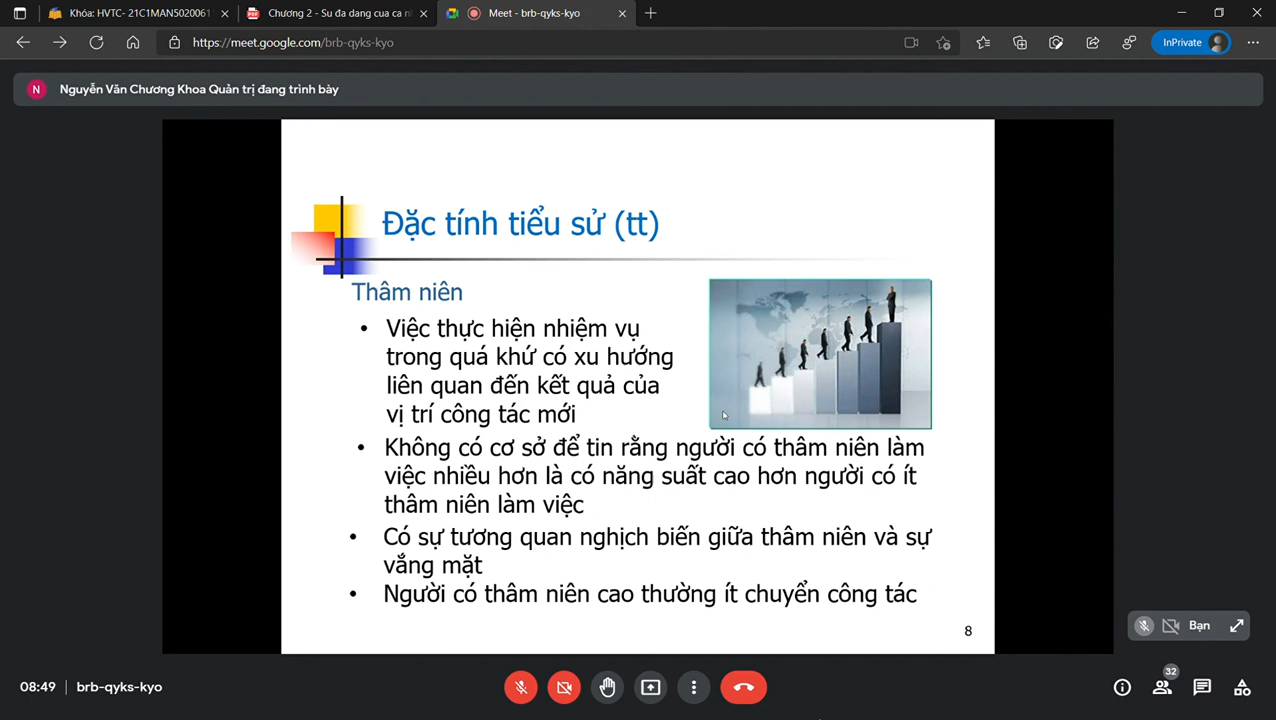 Khóa: HVTC- 21C1MAN5020061
Chương 2 - Su đa dang cua ca n
Meet - brb-qyks-kyo
https://meet.google.com/brb-qyks-kyo
InPrivate
N
Nguyễn Văn Chương Khoa Quản trị đang trình bày
Đặc tính tiểu sử (tt)
Thâm niên
• Việc thực hiện nhiệm vụ
trong quá khứ có xu hướng
liên quan đến kết quả của
vị trí công tác mới
• Không có cơ sở để tin rằng người có thâm niên làm
việc nhiều hơn là có năng suất cao hơn người có ít
thâm niên làm việc
• Có sự tương quan nghịch biến giữa thâm niên và sự
vắng mặt
• Người có thâm niên cao thường ít chuyển công tác
8
Bạn
32
08:49 | brb-qyks-kyo